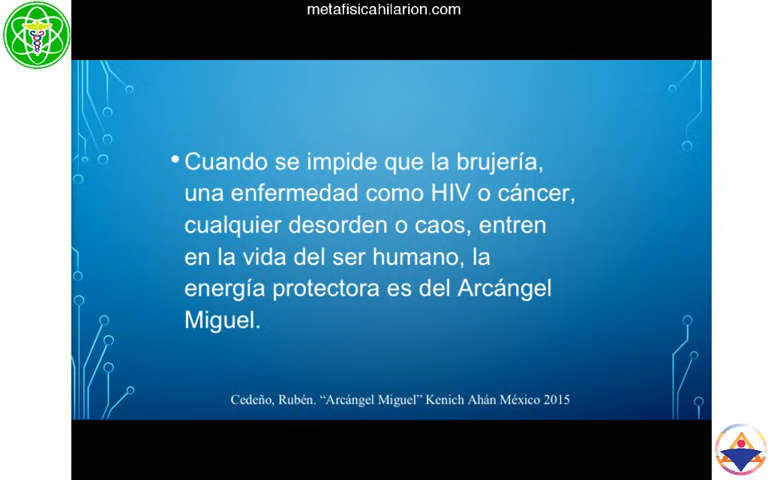 metafisicahilarion.com
• Cuando se impide que la brujería,
una enfermedad como HIV o cáncer,
cualquier desorden o caos, entren
en la vida del ser humano, la
energía protectora es del Arcángel
Miguel.
Cedeño, Rubén. “Arcángel Miguel” Kenich Ahán México 2015